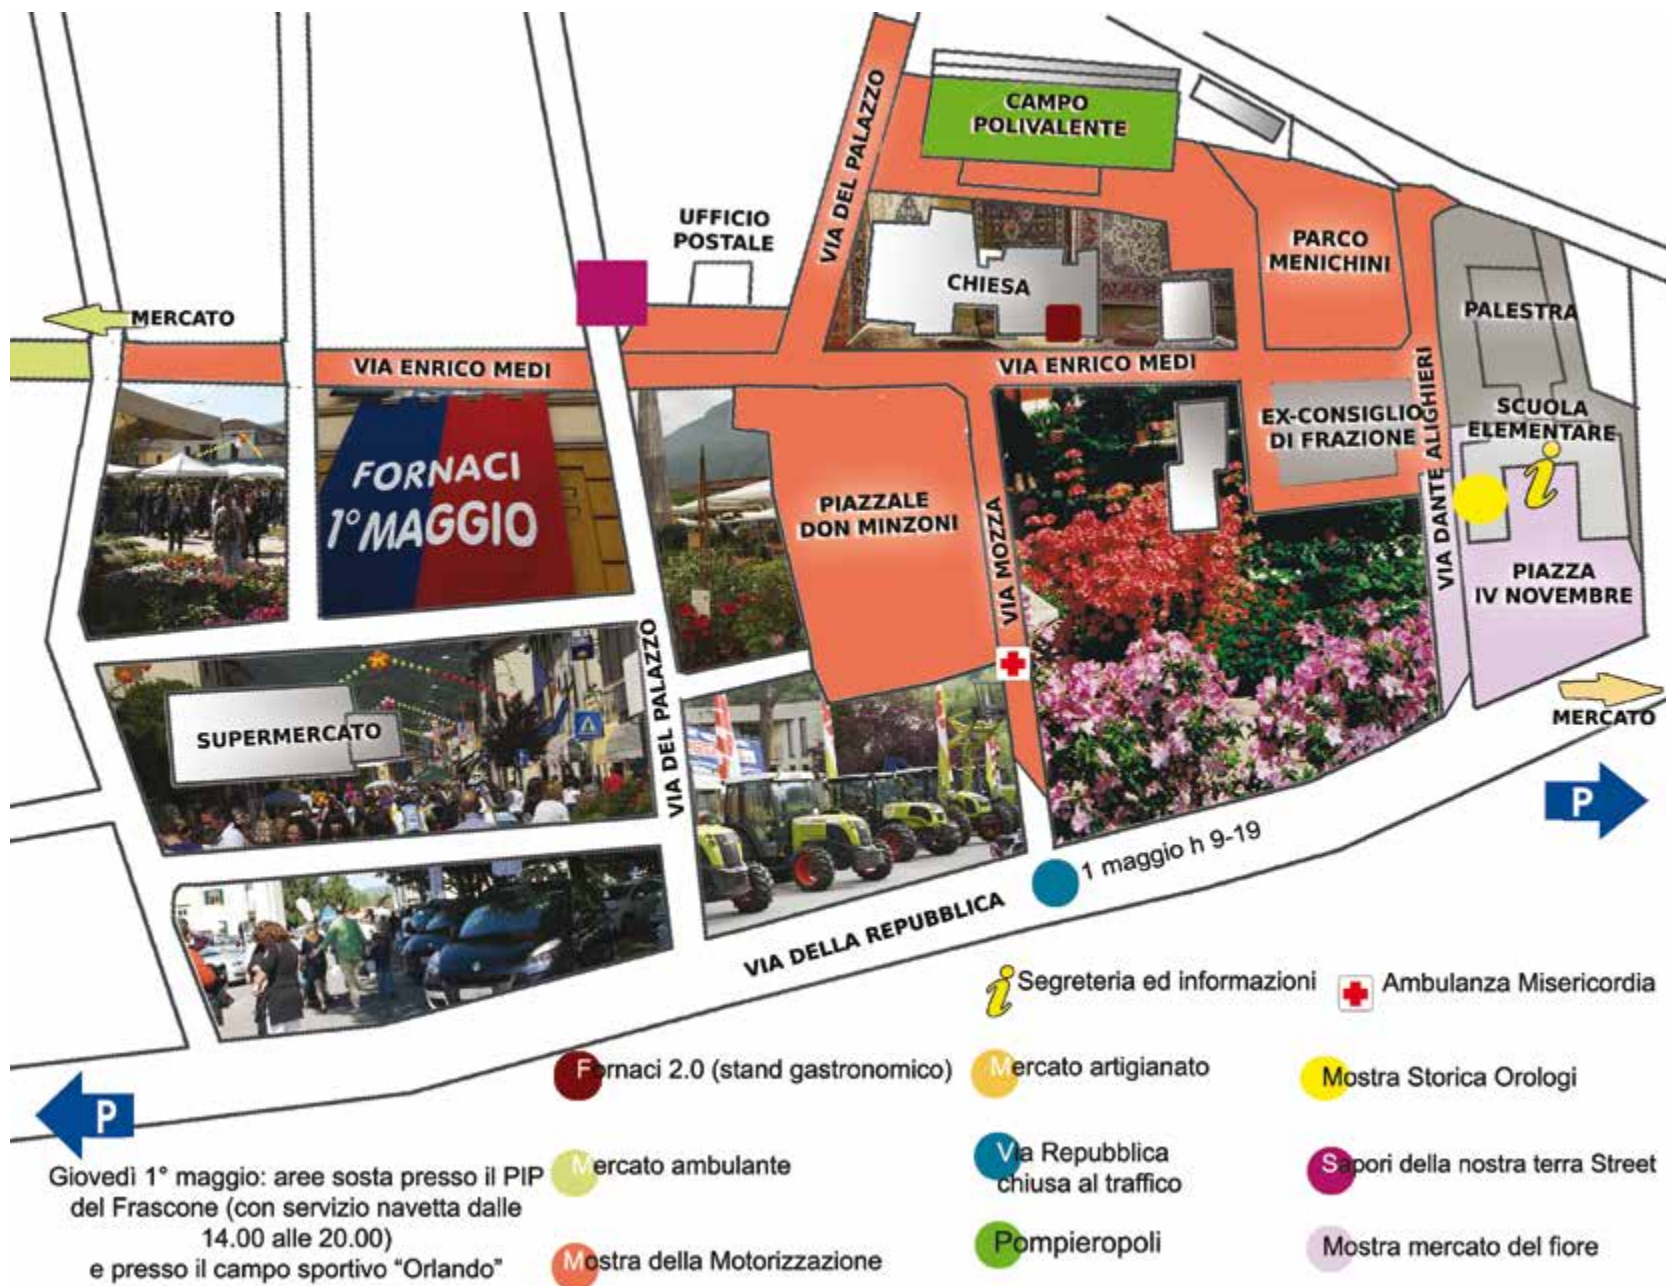 CAMPO
POLIVALENTE
VIA DEL PALAZZO
UFFICIO
POSTALE
PARCO
MENICHINI
CHIESA
PALESTRA
MERCATO
VIA ENRICO MEDI
VIA ENRICO MEDI
EX-CONSIGLIO
DI FRAZIONE
VIA DANTE ALIGHIERI
SCUOLA
ELEMENTARE
i
FORNACI
1° MAGGIO
PIAZZALE
DON MINZONI
VIA MOZZA
PIAZZA
IV NOVEMBRE
VIA DEL PALAZZO
SUPERMERCATO
MERCATO
P
1 maggio h 9-19
VIA DELLA REPUBBLICA
i Segreteria ed informazioni
Ambulanza Misericordia
Fornaci 2.0 (stand gastronomico)
Mercato artigianato
Mostra Storica Orologi
P
Mercato ambulante
Via Repubblica
chiusa al traffico
Sapori della nostra terra Street
Giovedì 1° maggio: aree sosta presso il PIP
del Frascone (con servizio navetta dalle
14.00 alle 20.00)
e presso il campo sportivo “Orlando”
Mostra della Motorizzazione
Pompieropoli
Mostra mercato del fiore